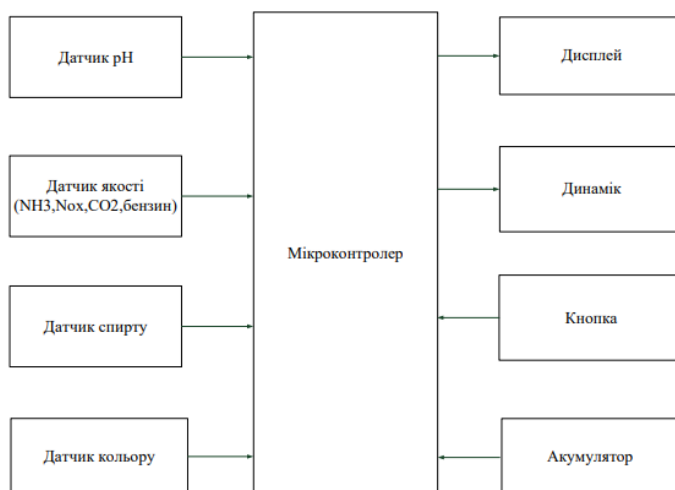 Датчик pH
Датчик якості
(NH3,Nox,CO2,бензин)
Датчик спирту
Датчик кольору
Мікроконтролер
Дисплей
Динамік
Кнопка
Акумулятор